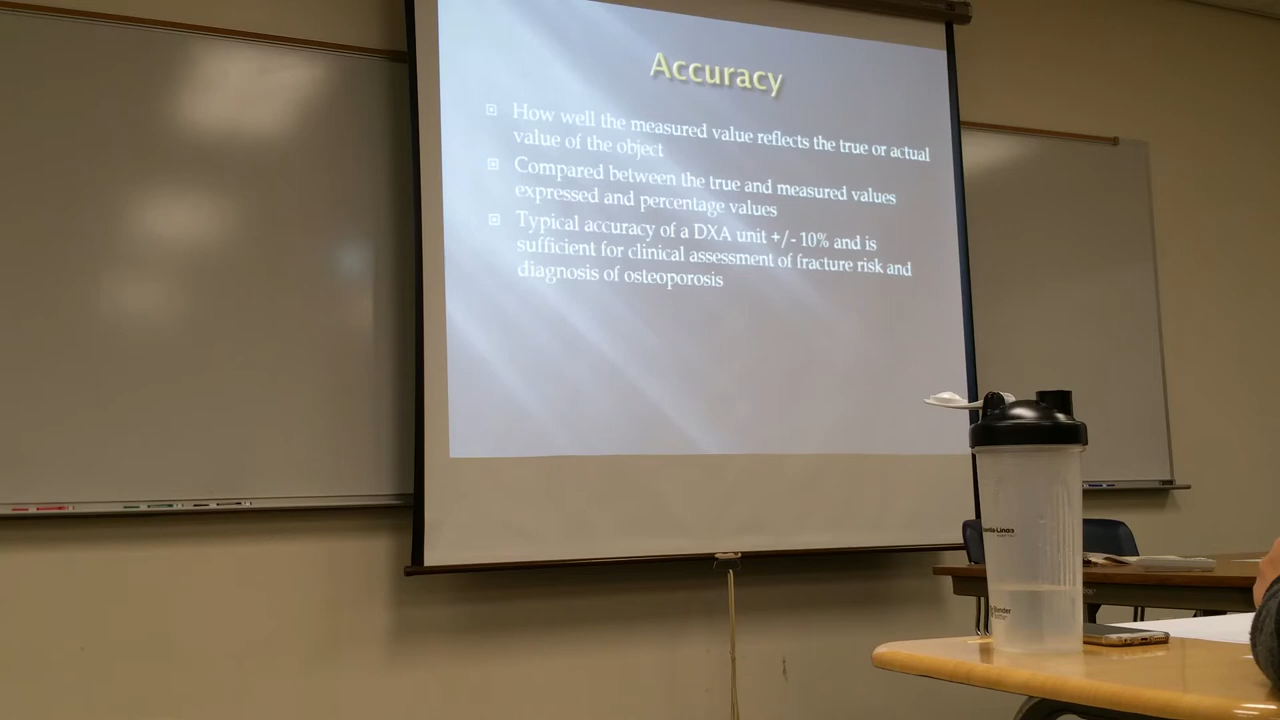 Accuracy
How well the measured value reflects the true or actual
value of the object
Compared between the true and measured values
expressed and percentage values
Typical accuracy of a DXA unit +/- 10% and is
sufficient for clinical assessment of fracture risk and
diagnosis of osteoporosis